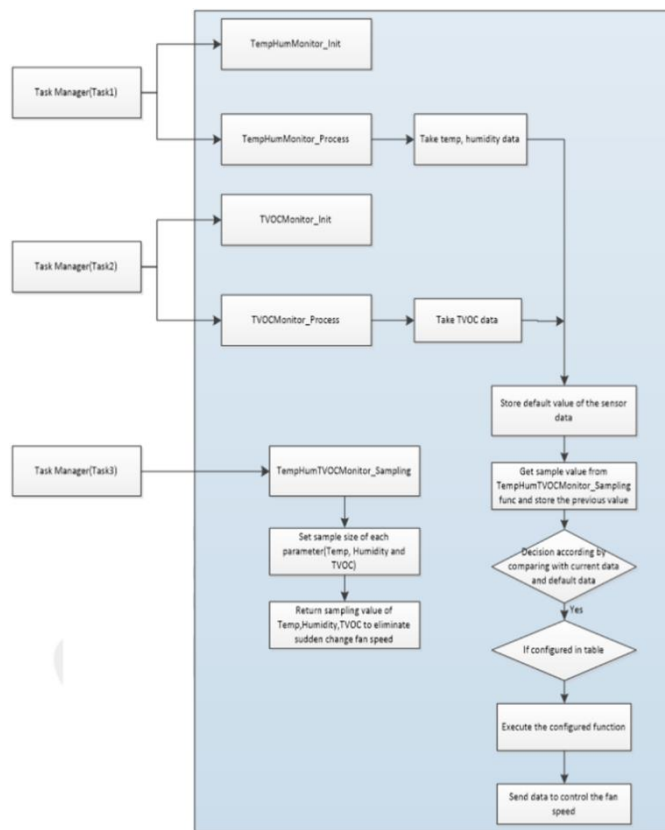 TempHumMonitor_Init
Task Manager(Task1)
TempHumMonitor_Process
Take temp, humidity data
TVOCMonitor_Init
Task Manager(Task2)
TVOCMonitor_Process
Take TVOC data
Store default value of the sensor
data
Task Manager(Task3)
TempHumTVOCMonitor_Sampling
Get sample value from
TempHumTVOCMonitor_Sampling
func and store the previous value
Set sample size of each
parameter(Temp, Humidity and
TVOC)
Decision according by
comparing with current data
and default data
Return sampling value of
Temp,Humidity,TVOC to eliminate
sudden change fan speed
Yes
If configured in table
Execute the configured function
Send data to control the fan
speed